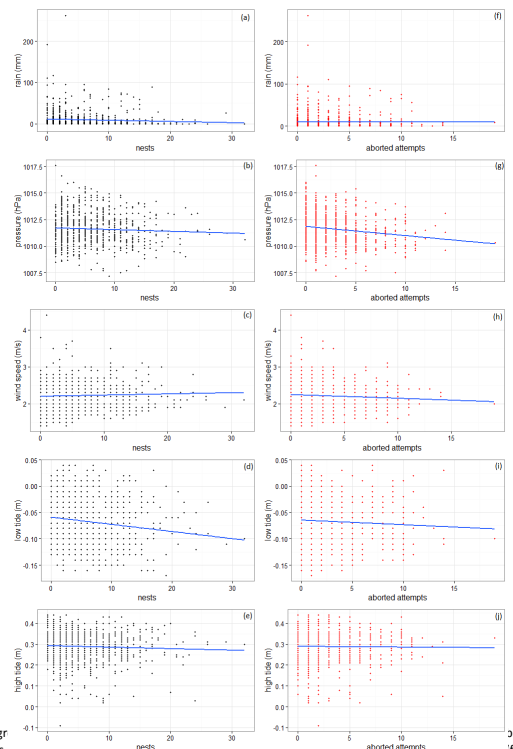 (a)
rain (mm)
200
100
0
0
10
20
30
nests
(f)
rain (mm)
200
100
0
0
5
10
15
aborted attempts
(b)
pressure (hPa)
1017.5
1015.0
1012.5
1010.0
1007.5
0
10
20
30
nests
(g)
pressure (hPa)
1017.5
1015.0
1012.5
1010.0
1007.5
0
5
10
15
aborted attempts
(c)
wind speed (m/s)
4
3
2
0
10
20
30
nests
(h)
wind speed (m/s)
4
3
2
0
5
10
15
aborted attempts
(d)
low tide (m)
0.05
0.00
-0.05
-0.10
-0.15
0
10
20
30
nests
(i)
low tide (m)
0.05
0.00
-0.05
-0.10
-0.15
0
5
10
15
aborted attempts
(e)
high tide (m)
0.4
0.3
0.2
0.1
0.0
-0.1
0
10
20
30
nests
(j)
high tide (m)
0.4
0.3
0.2
0.1
0.0
-0.1
0
5
10
15
aborted attempts